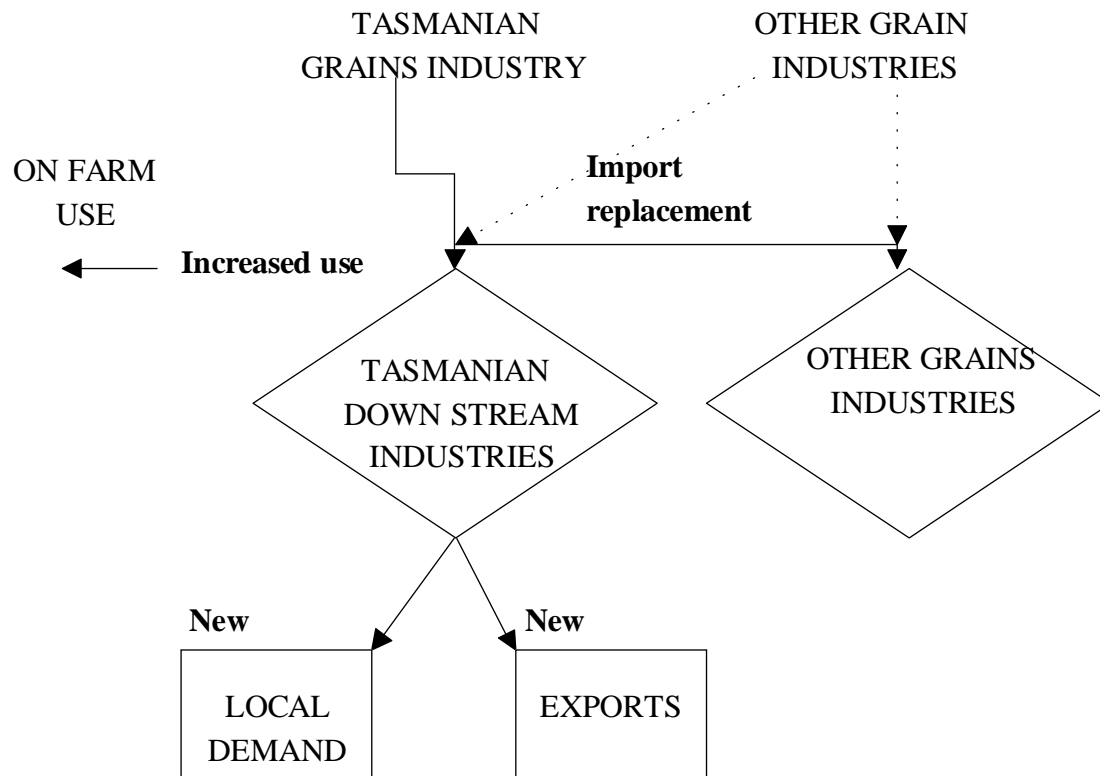 TASMANIAN
GRAINS INDUSTRY
OTHER GRAIN
INDUSTRIES
ON FARM
USE
Import
replacement
Increased use
TASMANIAN
DOWN STREAM
INDUSTRIES
OTHER GRAINS
INDUSTRIES
New
New
LOCAL
DEMAND
EXPORTS